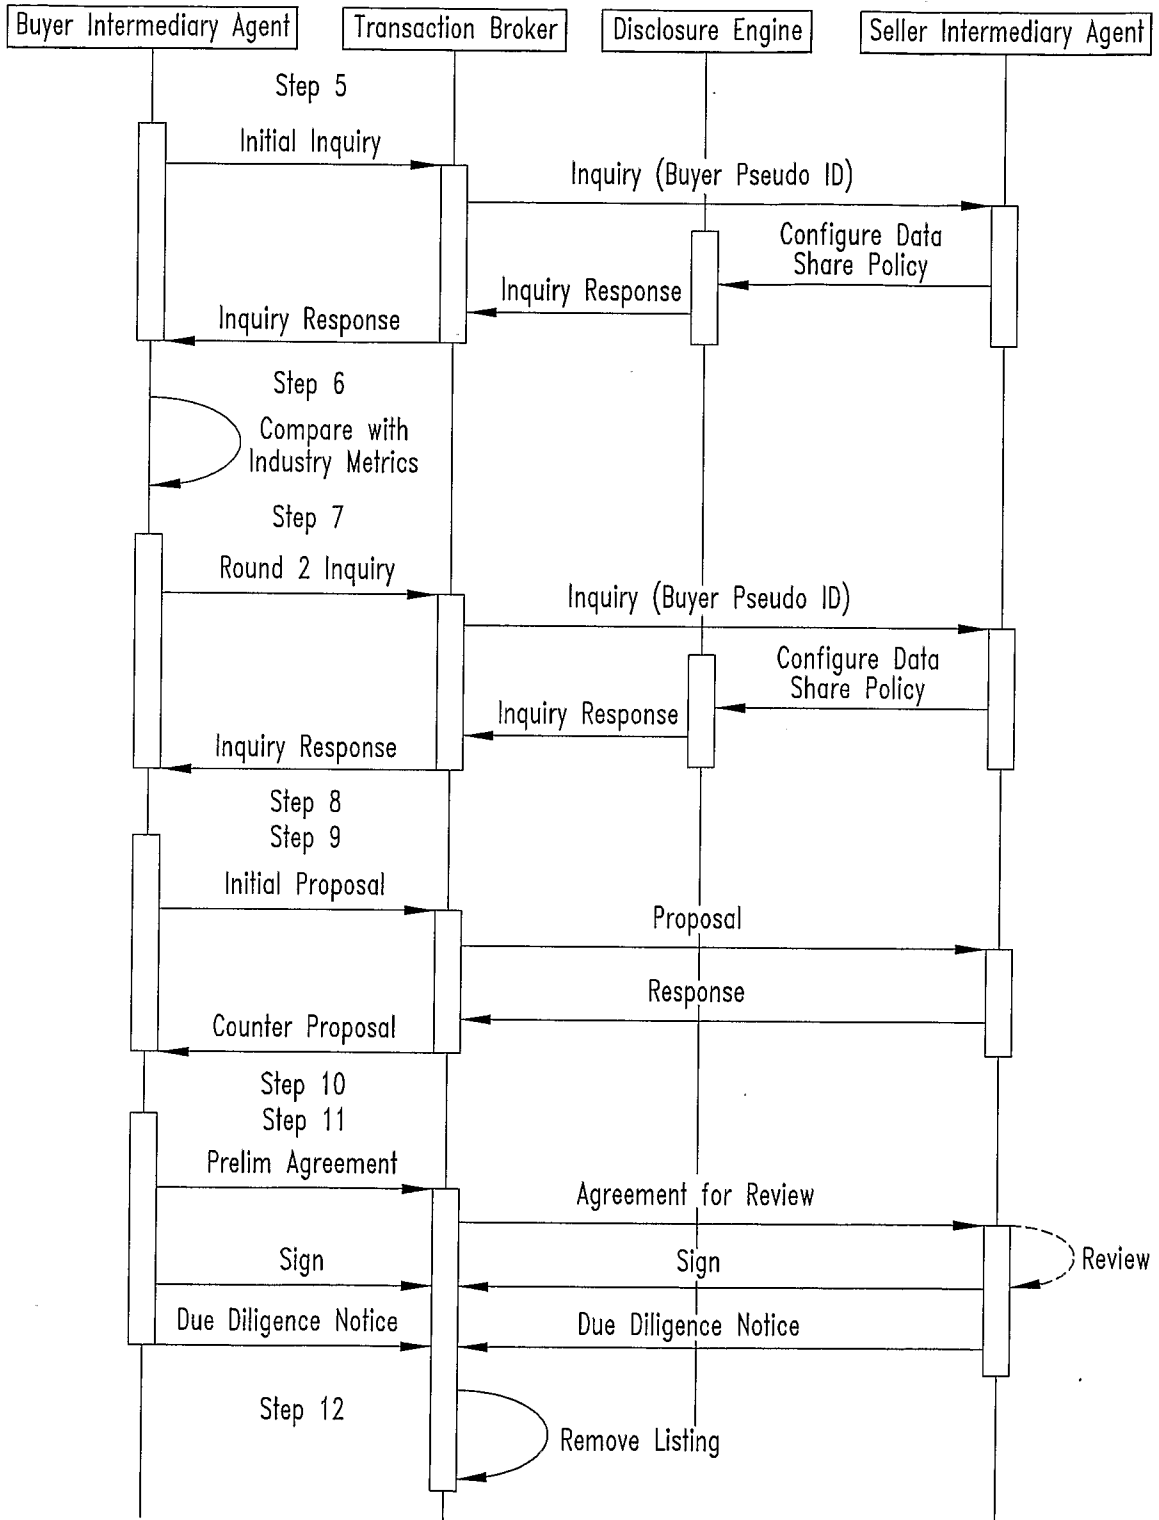 Buyer Intermediary Agent
Transaction Broker
Disclosure Engine
Seller Intermediary Agent
Step 5
Initial Inquiry
Inquiry (Buyer Pseudo ID)
Configure Data
Share Policy
Inquiry Response
Inquiry Response
Step 6
Compare with
Industry Metrics
Step 7
Round 2 Inquiry
Inquiry (Buyer Pseudo ID)
Configure Data
Share Policy
Inquiry Response
Inquiry Response
Step 8
Step 9
Initial Proposal
Proposal
Response
Counter Proposal
Step 10
Step 11
Prelim Agreement
Agreement for Review
Review
Sign
Sign
Due Diligence Notice
Due Diligence Notice
Step 12
Remove Listing